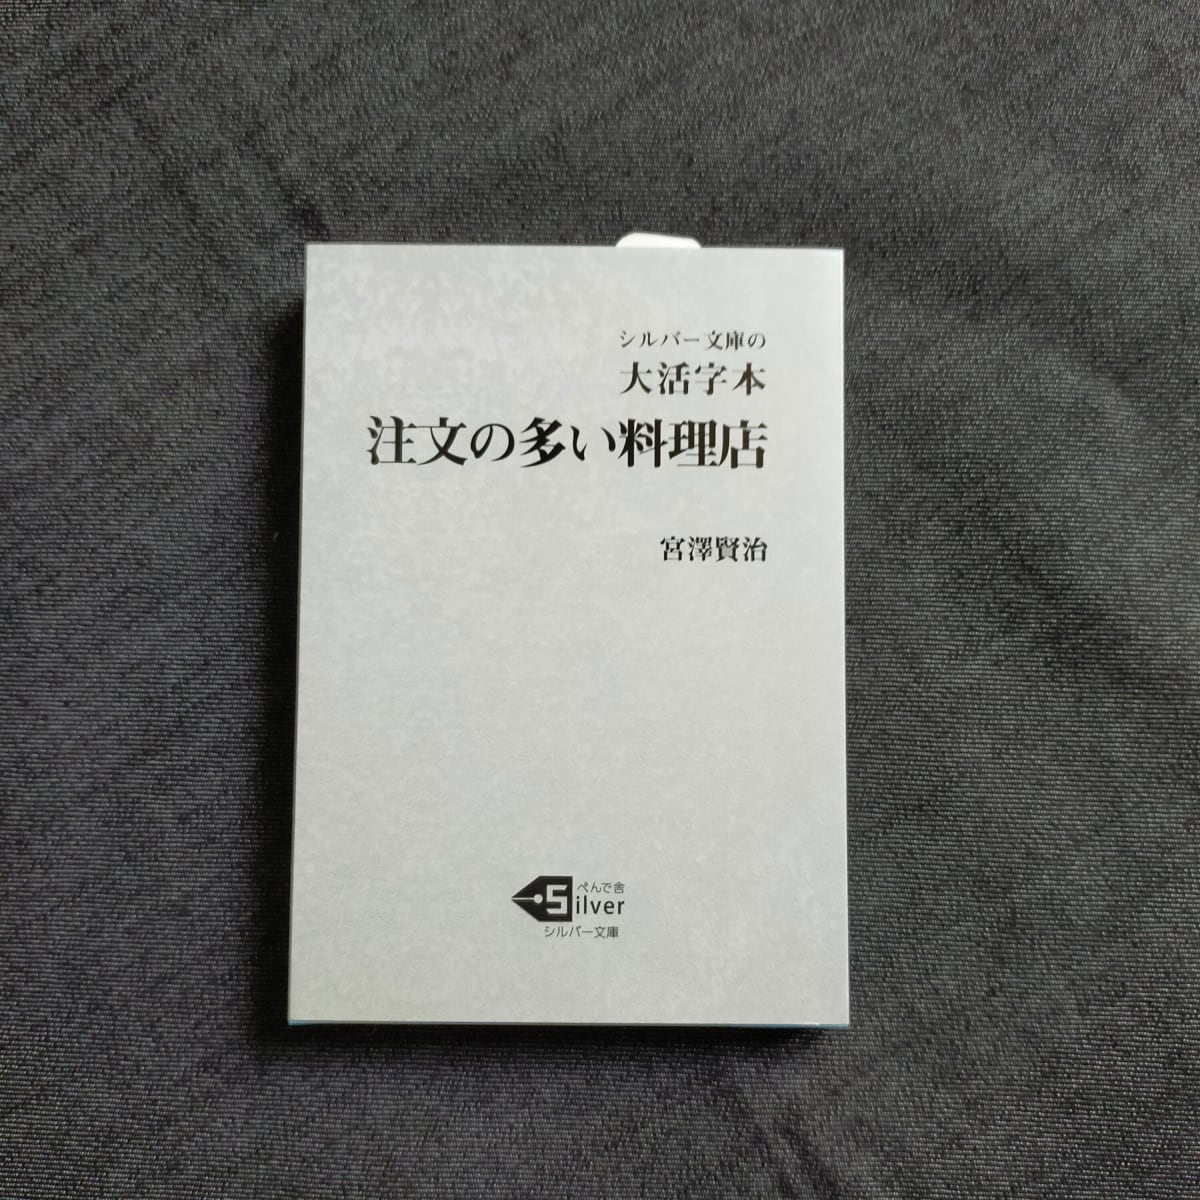 シルバー文庫の
大活字本
注文の多い料理店
宮澤賢治
ぺんで舎
Silver
シルバー文庫